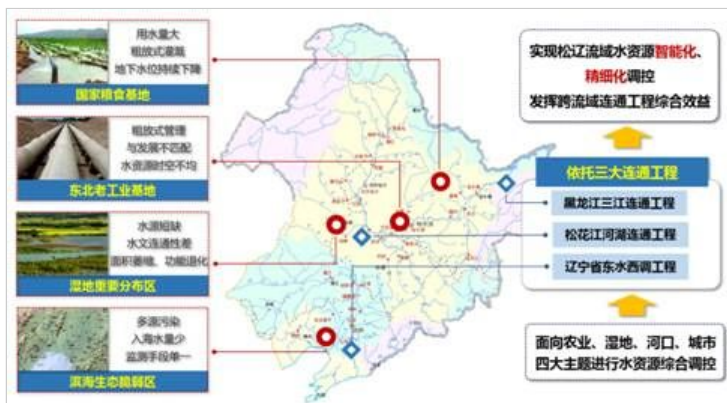 用水量大
粗放式灌溉
地下水位持续下降
国家粮食基地
粗放式管理
与发展不匹配
水资源时空不均
东北老工业基地
水源短缺
水文连通性差
面积萎缩、功能退化
湿地重要分布区
多源污染
入海水量少
监测手段单一
滨海生态脆弱区
实现松辽流域水资源智能化、
精细化调控
发挥跨流域连通工程综合效益
依托三大连通工程
黑龙江三江连通工程
松花江河湖连通工程
辽宁省东水西调工程
面向农业、湿地、河口、城市
四大主题进行水资源综合调控